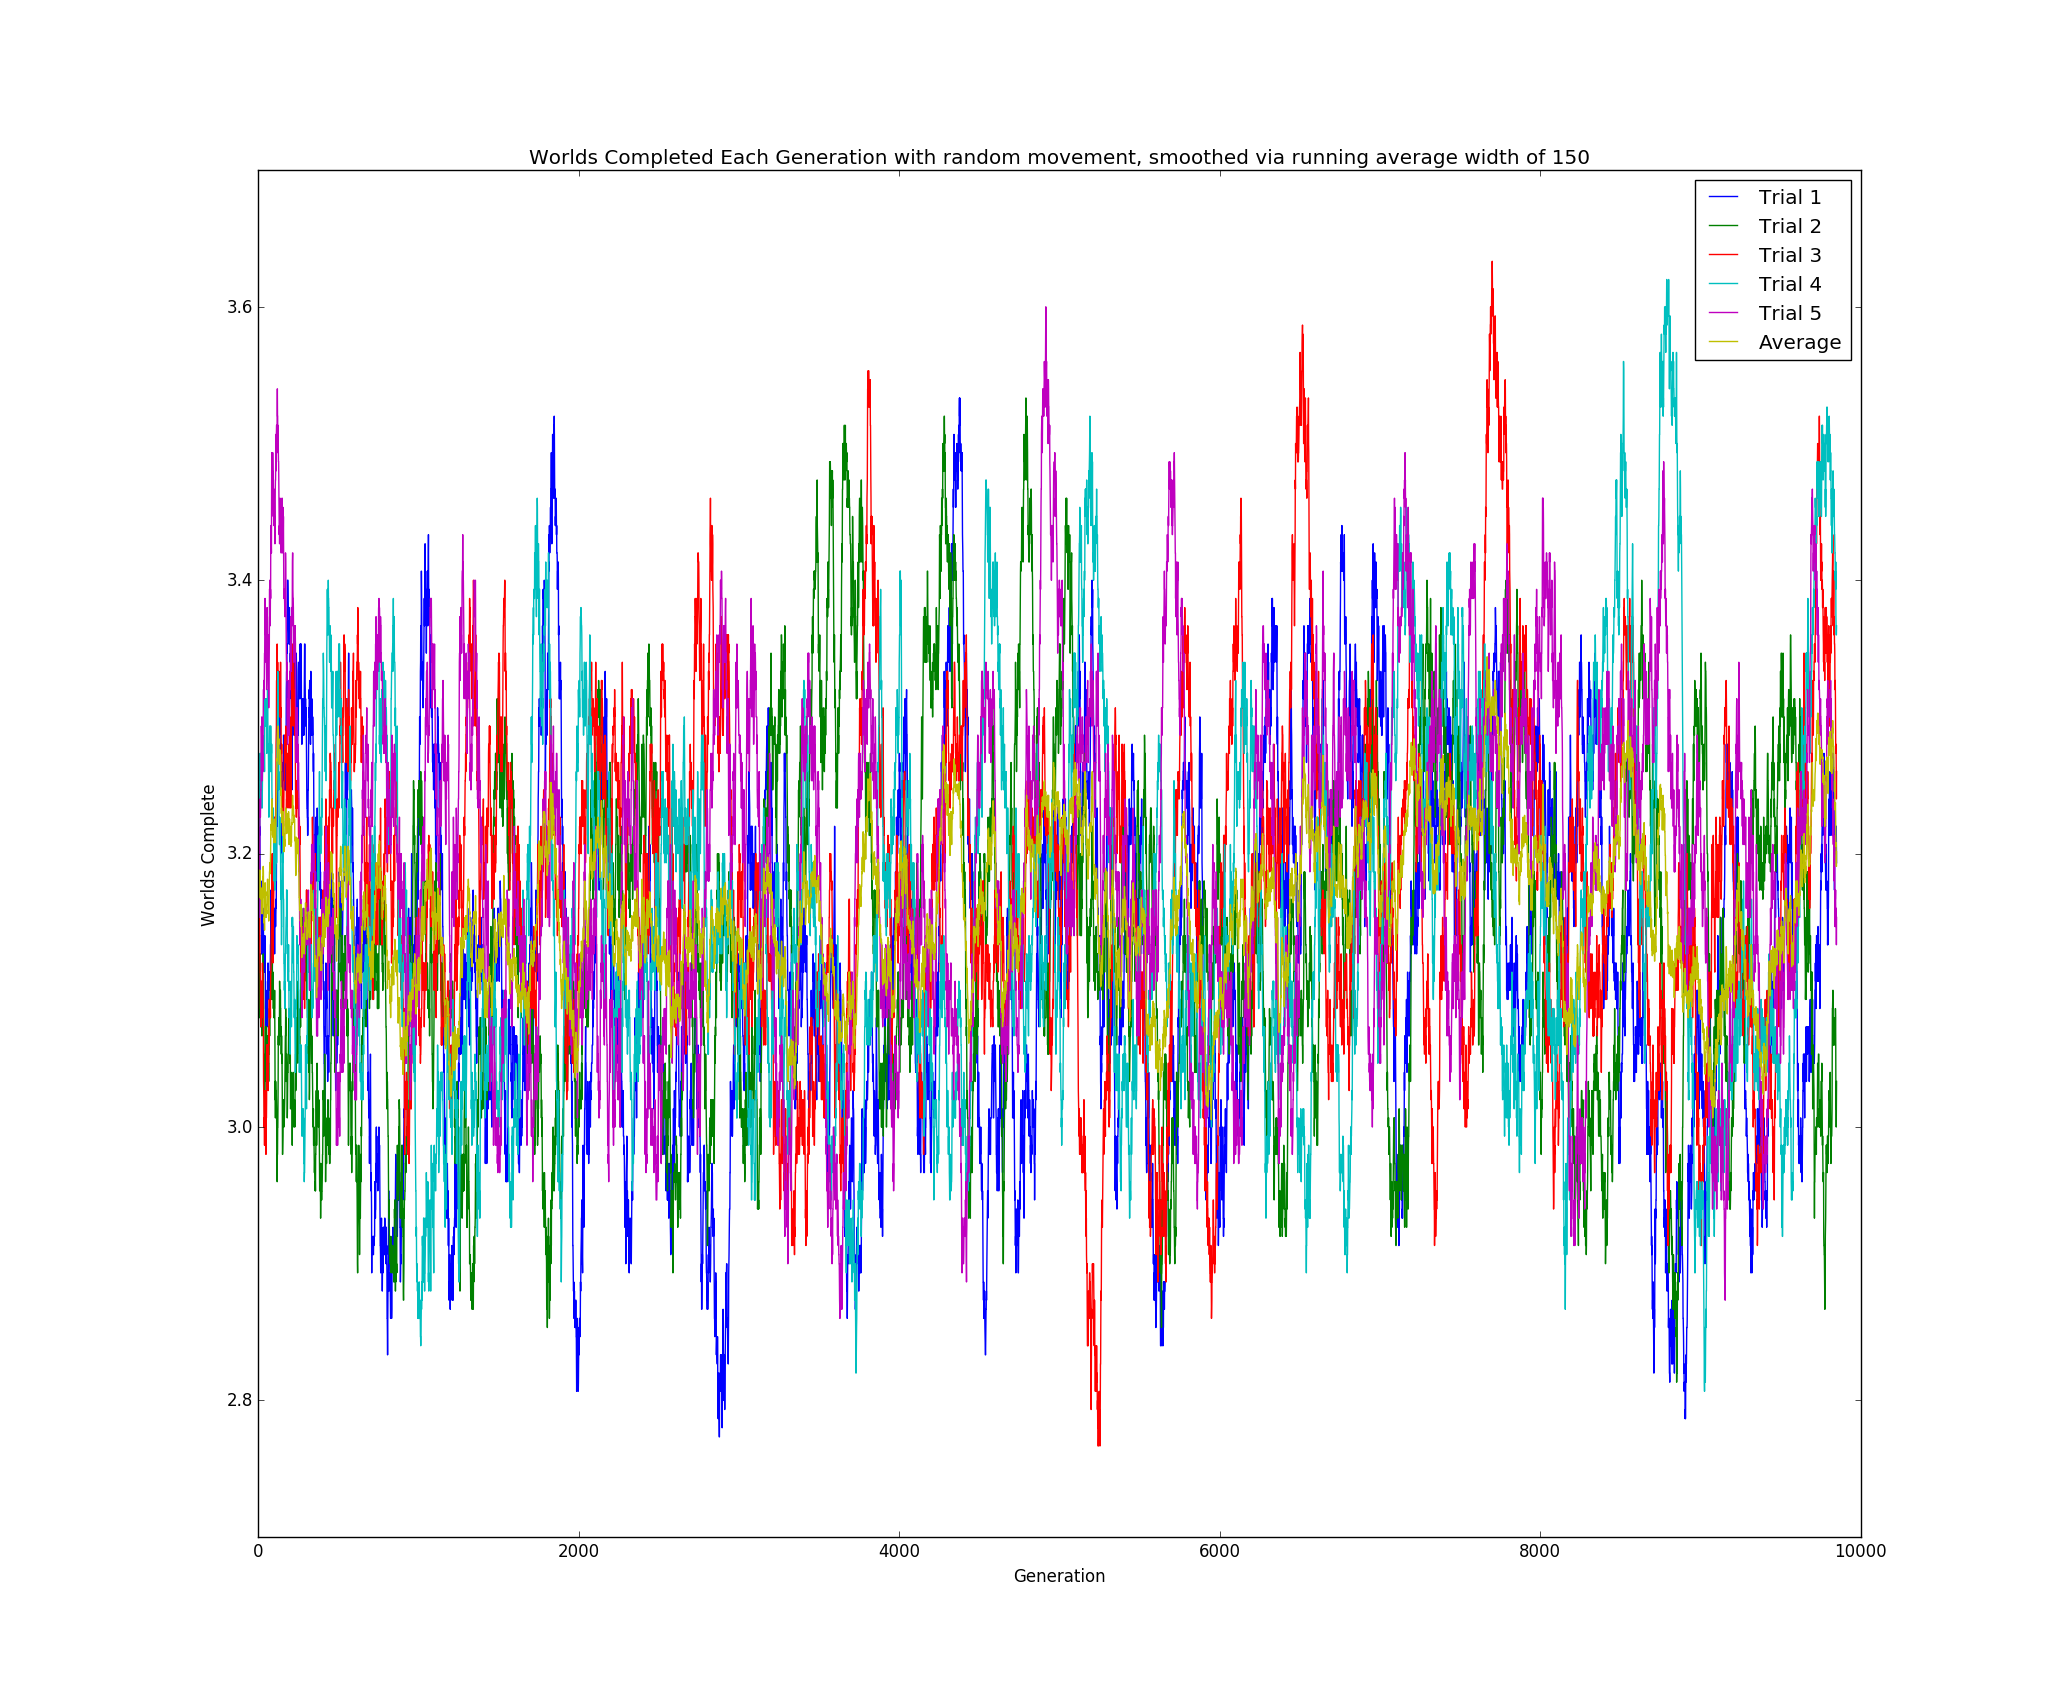 Worlds Completed Each Generation with random movement, smoothed via running average width of 150
Trial 1
Trial 2
Trial 3
Trial 4
Trial 5
Average
Worlds Complete
3.6
3.4
3.2
3.0
2.8
0
2000
4000
6000
8000
10000
Generation